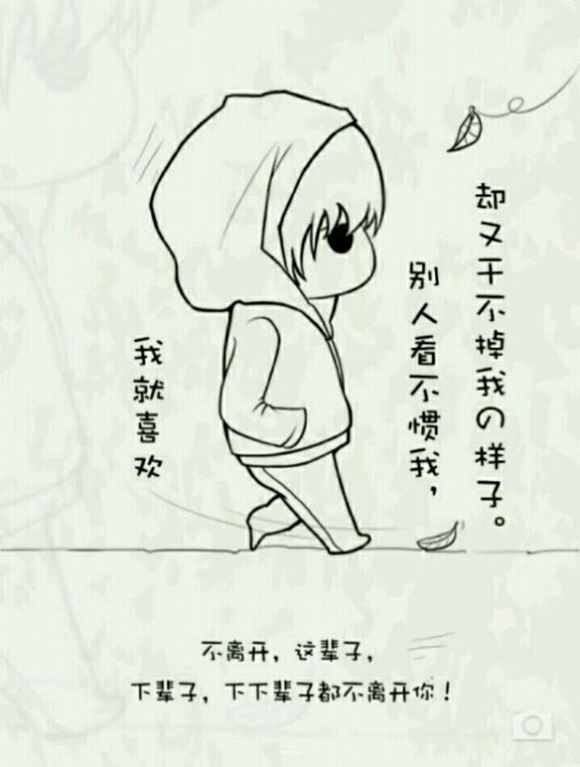 我就喜欢
别人看不惯我，
却又干不掉我の样子。
不离开，这辈子，
下辈子，下下辈子都不离开你！